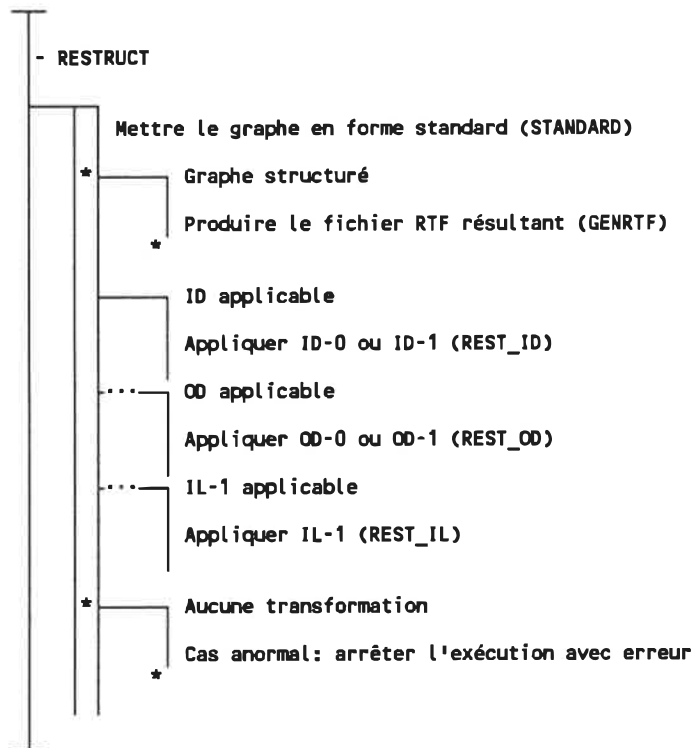 - RESTRUCT
Mettre le graphe en forme standard (STANDARD)
* Graphe structuré
Produire le fichier RTF résultant (GENRTF)
*
ID applicable
Appliquer ID-0 ou ID-1 (REST_ID)
OD applicable
Appliquer OD-0 ou OD-1 (REST_OD)
IL-1 applicable
Appliquer IL-1 (REST_IL)
* Aucune transformation
Cas anormal: arrêter l'exécution avec erreur
*